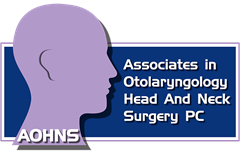 Associates in
Otolaryngology
Head And Neck
Surgery PC
AOHNS